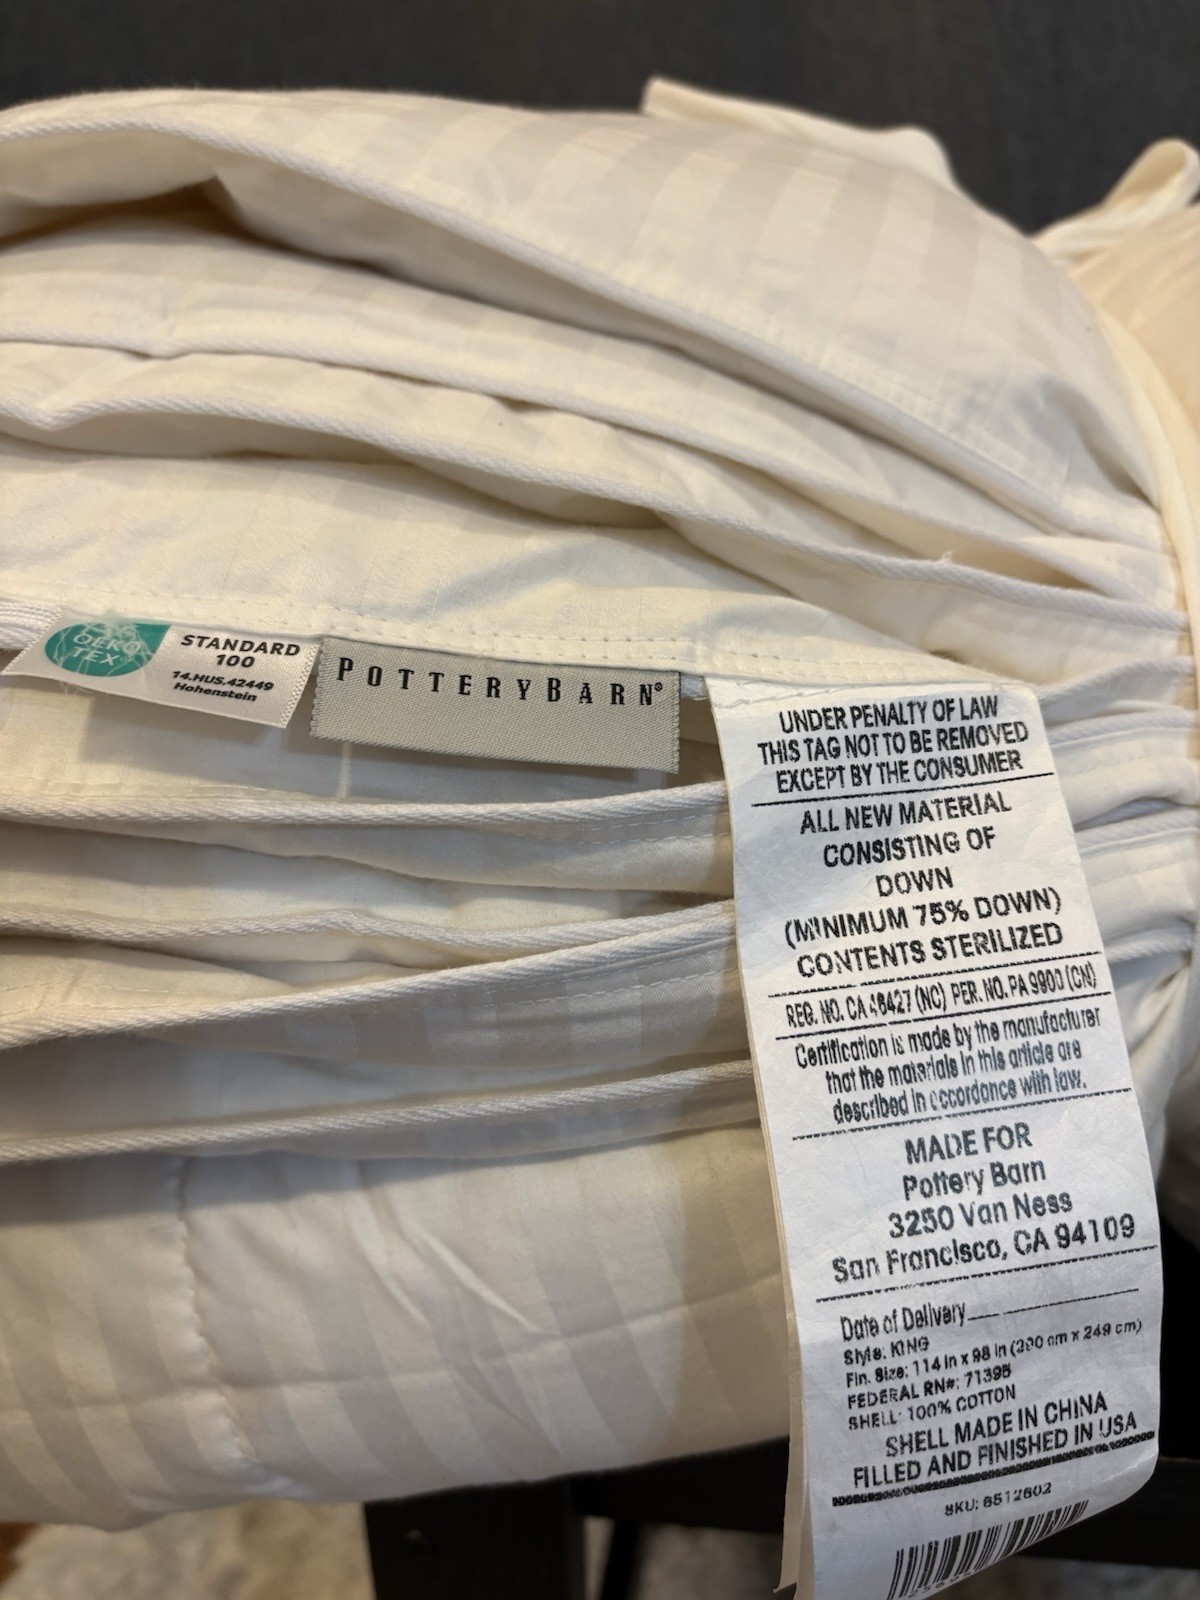 OEKO
TEX®
STANDARD
100
14.HUS.42449
Hohenstein
POTTERY BARN®
UNDER PENALTY OF LAW
THIS TAG NOT TO BE REMOVED
EXCEPT BY THE CONSUMER
ALL NEW MATERIAL
CONSISTING OF
DOWN
(MINIMUM 75% DOWN)
CONTENTS STERILIZED
REG. NO. CA 48427 (NC) PER. NO. PA 9900 (CN)
Certification is made by the manufacturer
that the materials in this article are
described in accordance with law.
MADE FOR
Pottery Barn
3250 Van Ness
San Francisco, CA 94109
Date of Delivery
Style: KING
Fin. Size: 114 in x 98 in (290 cm x 249 cm)
FEDERAL RN#: 71395
SHELL: 100% COTTON
SHELL MADE IN CHINA
FILLED AND FINISHED IN USA
SKU: 6512602